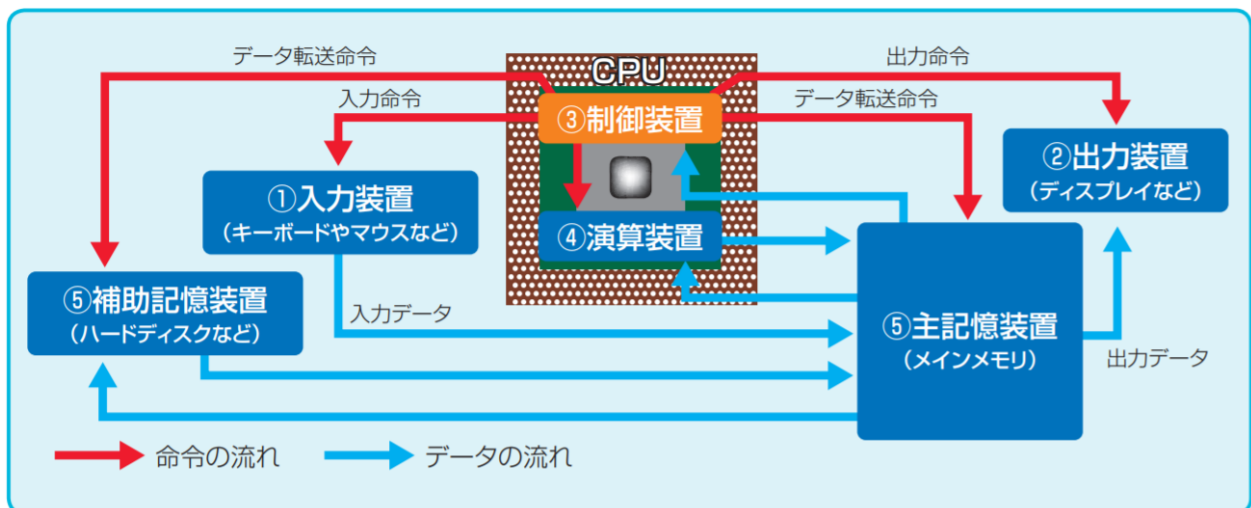 データ転送命令
CPU
出力命令
入力命令
③制御装置
データ転送命令
①入力装置
(キーボードやマウスなど)
②出力装置
(ディスプレイなど)
④演算装置
⑤補助記憶装置
(ハードディスクなど)
入力データ
⑤主記憶装置
(メインメモリ)
出力データ
命令の流れ
データの流れ